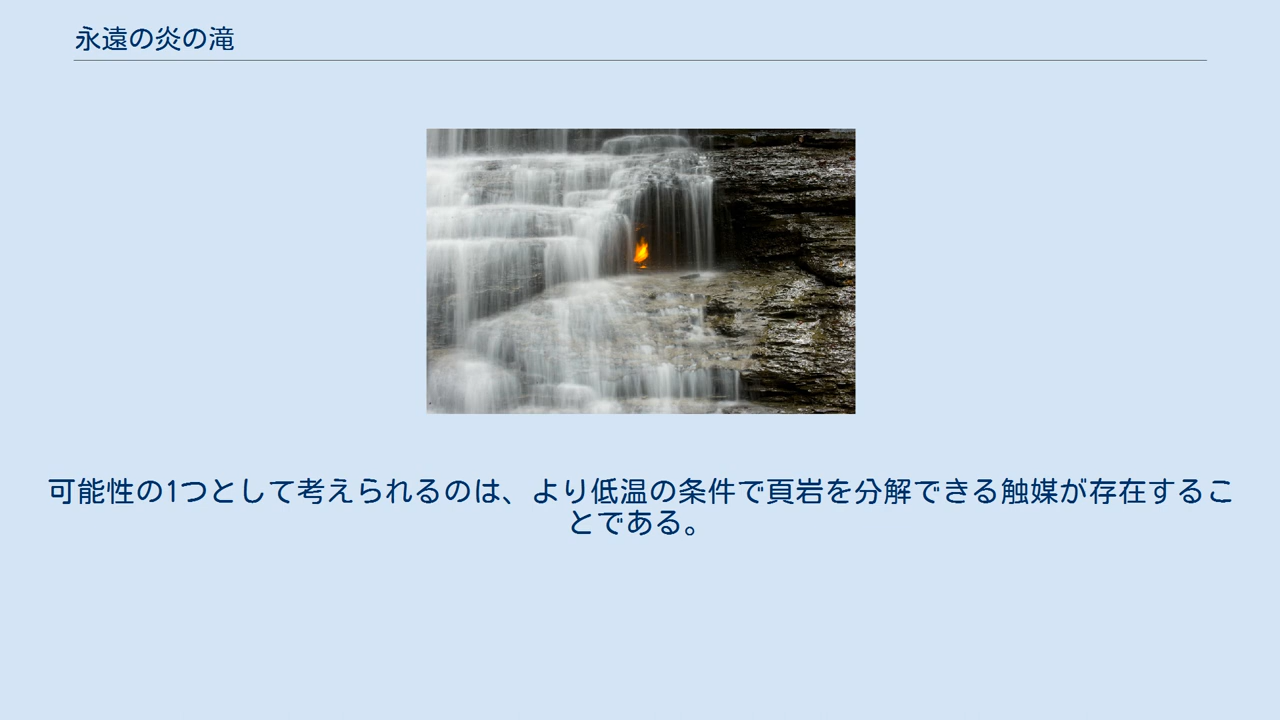 永遠の炎の滝
可能性の1つとして考えられるのは、より低温の条件で頁岩を分解できる触媒が存在するこ
とである。